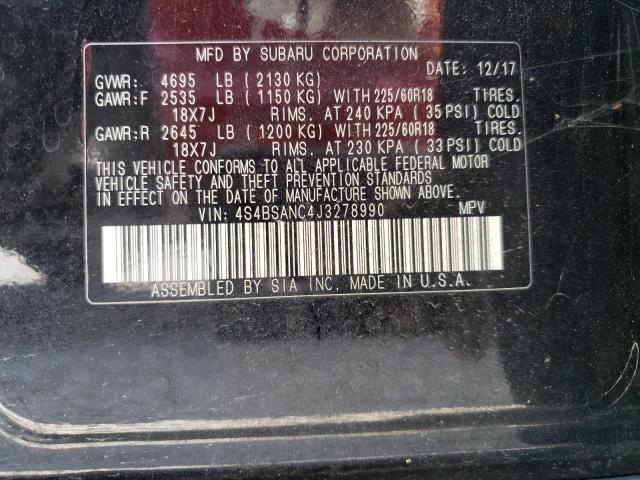 MFD BY SUBARU CORPORATION
GVWR: 4695 LB ( 2130 KG) DATE: 12/17
GAWR:F 2535 LB ( 1150 KG) WITH 225/60R18 TIRES.
18X7J RIMS. AT 240 KPA ( 35 PSI) COLD
GAWR:R 2645 LB ( 1200 KG) WITH 225/60R18 TIRES.
18X7J RIMS. AT 230 KPA ( 33 PSI) COLD
THIS VEHICLE CONFORMS TO ALL APPLICABLE FEDERAL MOTOR
VEHICLE SAFETY AND THEFT PREVENTION STANDARDS
IN EFFECT ON THE DATE OF MANUFACTURE SHOWN ABOVE.
VIN: 4S4BSANC4J3278990 MPV
ASSEMBLED BY SIA INC. MADE IN U.S.A.